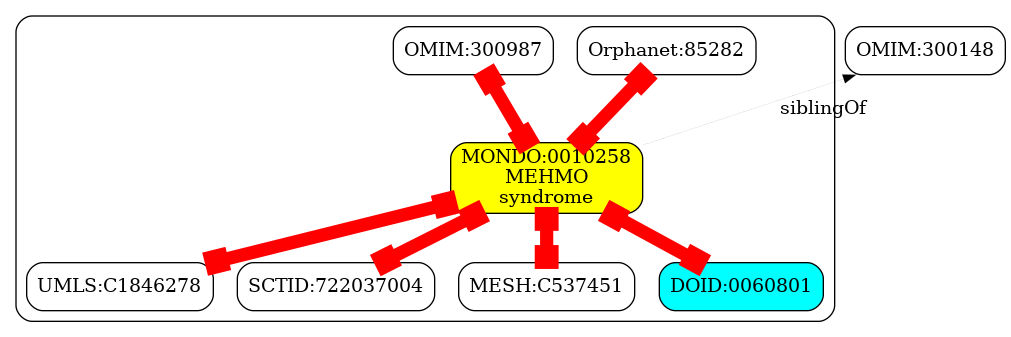 OMIM:300987
Orphanet:85282
OMIM:300148
siblingOf
MONDO:0010258
MEHMO
syndrome
UMLS:C1846278
SCTID:722037004
MESH:C537451
DOID:0060801